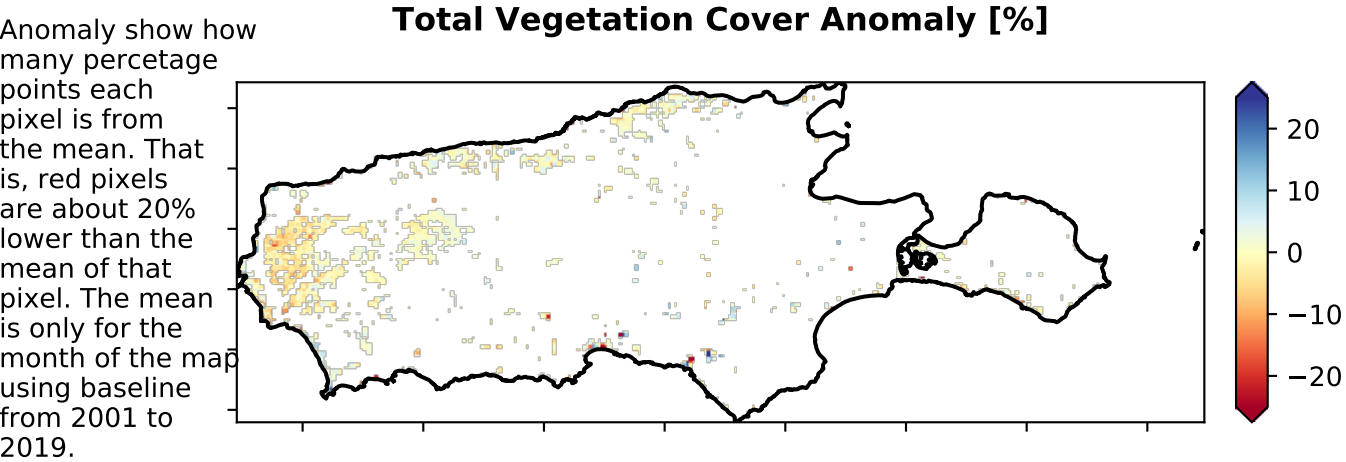 Total Vegetation Cover Anomaly [%]
Anomaly show how
many percetage
points each
pixel is from
the mean. That
is, red pixels
are about 20%
lower than the
mean of that
pixel. The mean
is only for the
month of the map
using baseline
from 2001 to
2019.
20
10
0
−10
−20